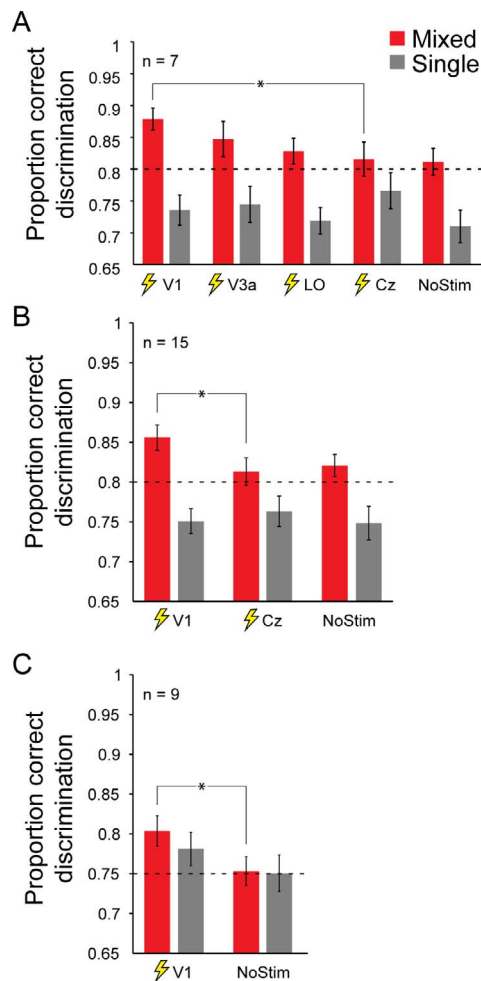 A
Mixed
Single
n = 7
*
Proportion correct
discrimination
1
0.95
0.9
0.85
0.8
0.75
0.7
0.65
V1 V3a LO Cz NoStim
B
n = 15
*
Proportion correct
discrimination
1
0.95
0.9
0.85
0.8
0.75
0.7
0.65
V1 Cz NoStim
C
n = 9
*
Proportion correct
discrimination
1
0.95
0.9
0.85
0.8
0.75
0.7
0.65
V1 NoStim